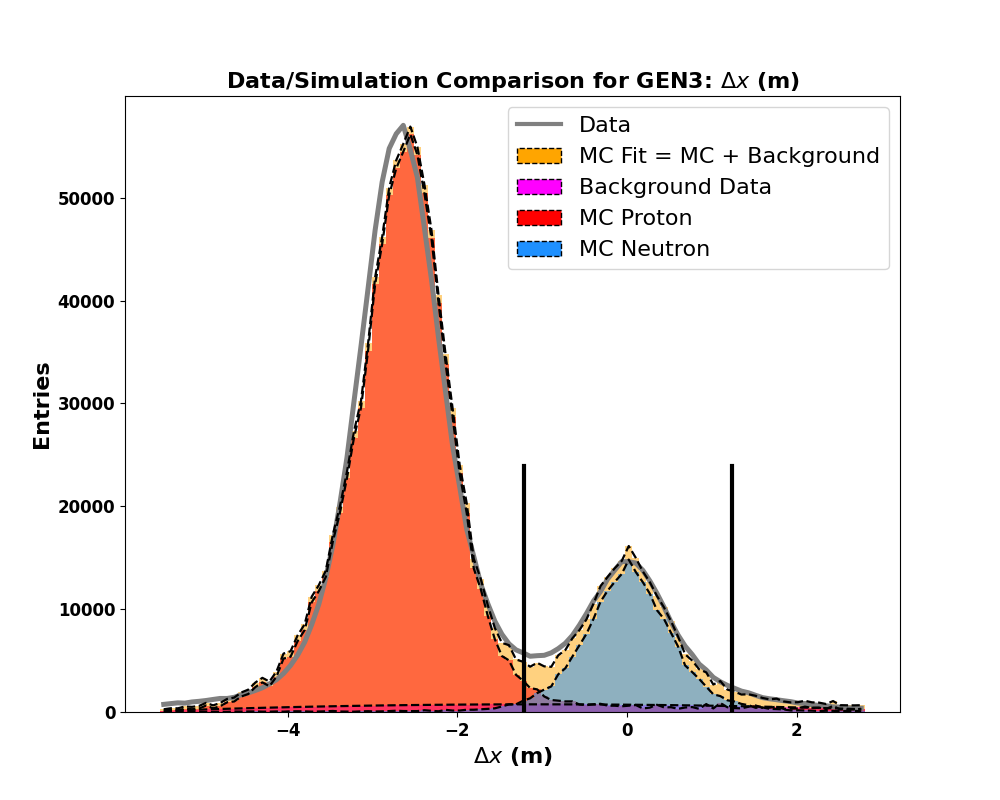 Data/Simulation Comparison for GEN3: Δx (m)
Data
MC Fit = MC + Background
Background Data
MC Proton
MC Neutron
Entries
50000
40000
30000
20000
10000
0
−4
−2
0
2
Δx (m)